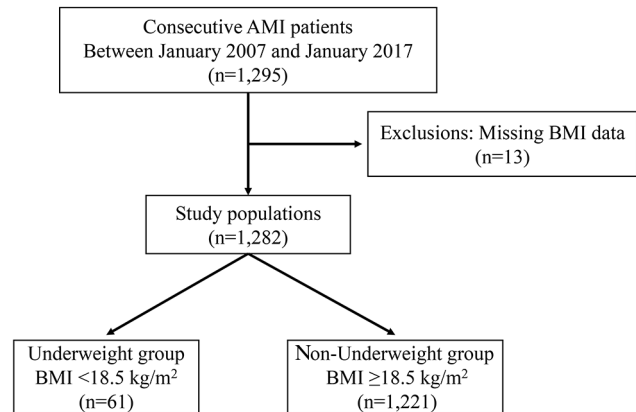 Consecutive AMI patients
Between January 2007 and January 2017
(n=1,295)
Exclusions: Missing BMI data
(n=13)
Study populations
(n=1,282)
Underweight group
BMI <18.5 kg/m²
(n=61)
Non-Underweight group
BMI ≥18.5 kg/m²
(n=1,221)